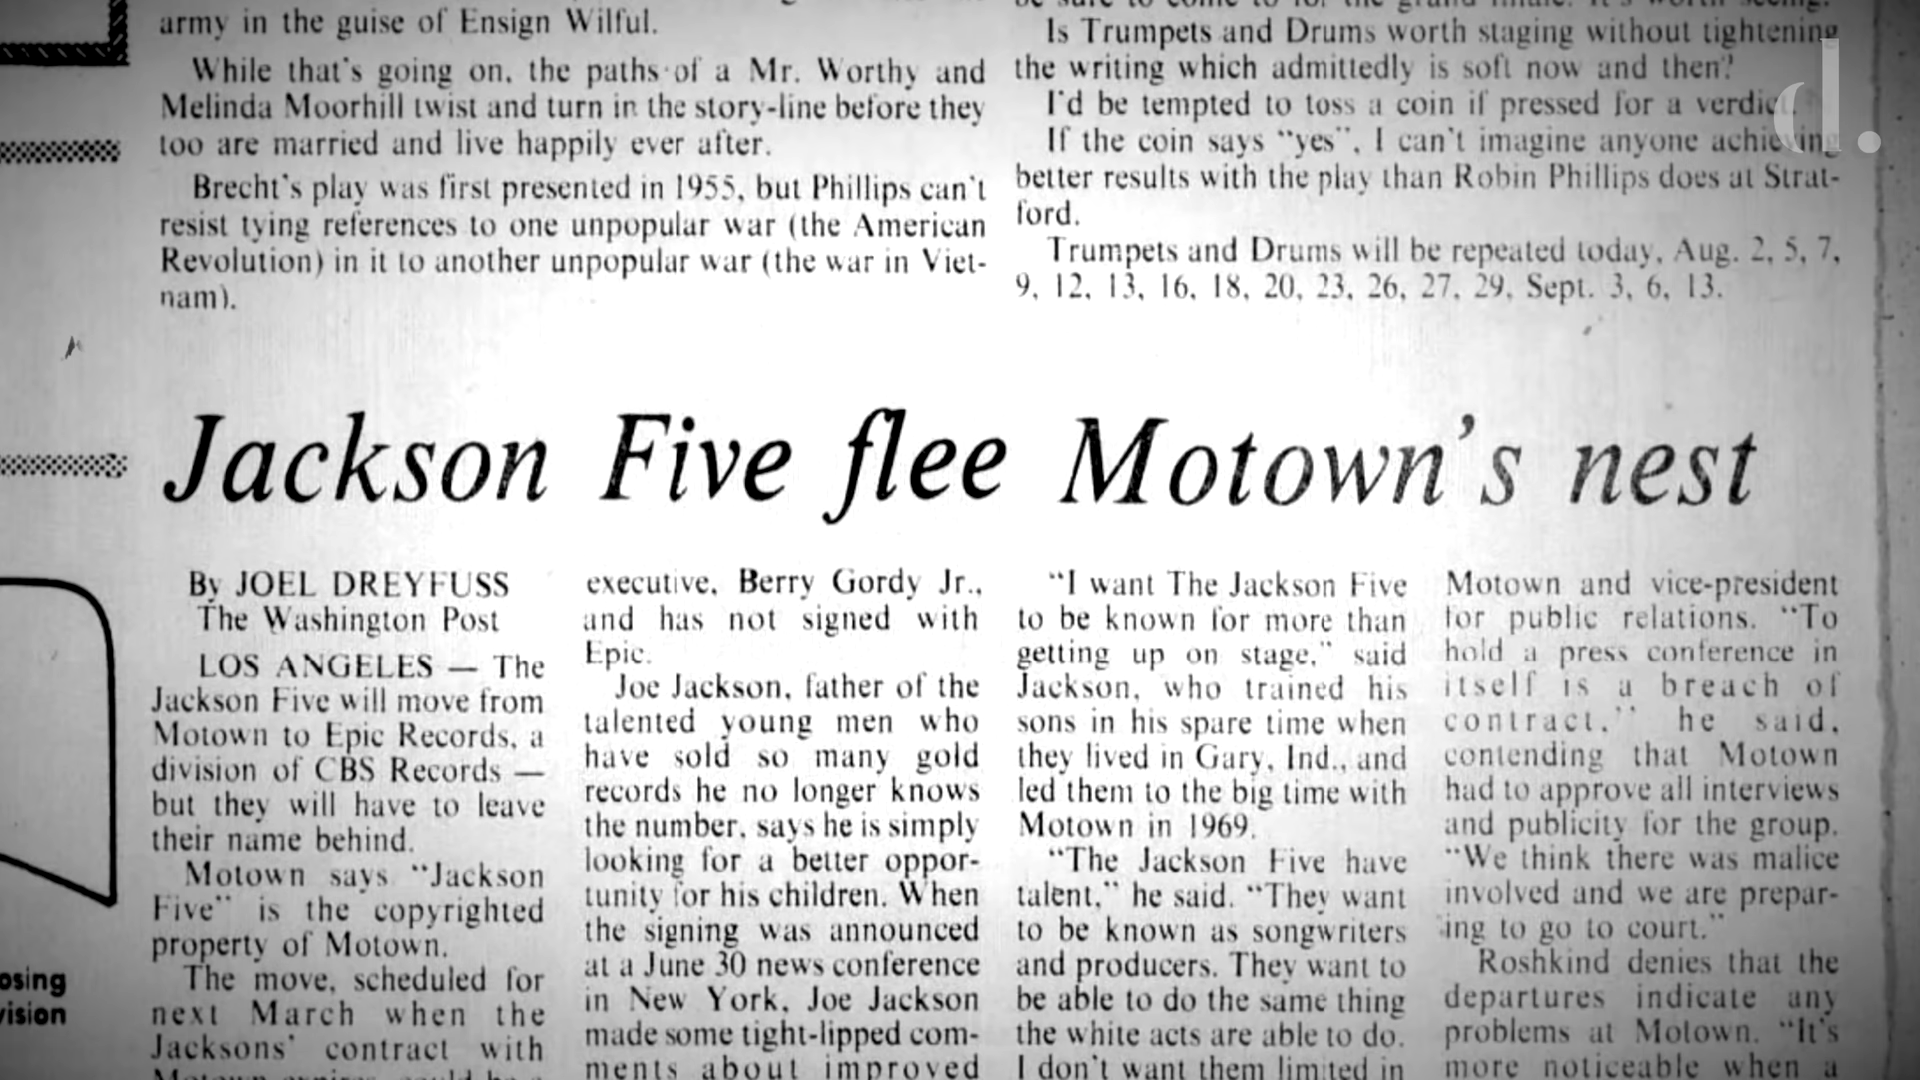 army in the guise of Ensign Wilful.
While that's going on, the paths of a Mr. Worthy and
Melinda Moorhill twist and turn in the story-line before they
too are married and live happily ever after.
Brecht's play was first presented in 1955, but Phillips can't
resist tying references to one unpopular war (the American
Revolution) in it to another unpopular war (the war in Viet-
nam).
be sure to come to for the grand finale. It's worth seeing.
Is Trumpets and Drums worth staging without tightening
the writing which admittedly is soft now and then?
I'd be tempted to toss a coin if pressed for a verdict.
If the coin says "yes", I can't imagine anyone achieving
better results with the play than Robin Phillips does at Strat-
ford.
Trumpets and Drums will be repeated today, Aug. 2, 5, 7,
9, 12, 13, 16, 18, 20, 23, 26, 27, 29, Sept. 3, 6, 13.
d.
Jackson Five flee Motown's nest
By JOEL DREYFUSS
The Washington Post
LOS ANGELES — The
Jackson Five will move from
Motown to Epic Records, a
division of CBS Records —
but they will have to leave
their name behind.
Motown says "Jackson
Five" is the copyrighted
property of Motown.
The move, scheduled for
next March when the
Jacksons' contract with
executive, Berry Gordy Jr.,
and has not signed with
Epic.
Joe Jackson, father of the
talented young men who
have sold so many gold
records he no longer knows
the number, says he is simply
looking for a better oppor-
tunity for his children. When
the signing was announced
at a June 30 news conference
in New York, Joe Jackson
made some tight-lipped com-
ments about improved
"I want The Jackson Five
to be known for more than
getting up on stage," said
Jackson, who trained his
sons in his spare time when
they lived in Gary, Ind., and
led them to the big time with
Motown in 1969.
"The Jackson Five have
talent," he said. "They want
to be known as songwriters
and producers. They want to
be able to do the same thing
the white acts are able to do.
I don't want them limited in
Motown and vice-president
for public relations. "To
hold a press conference in
itself is a breach of
contract," he said,
contending that Motown
had to approve all interviews
and publicity for the group.
"We think there was malice
involved and we are prepar-
ing to go to court."
Roshkind denies that the
departures indicate any
problems at Motown. "It's
more noticeable when a
osing
vision